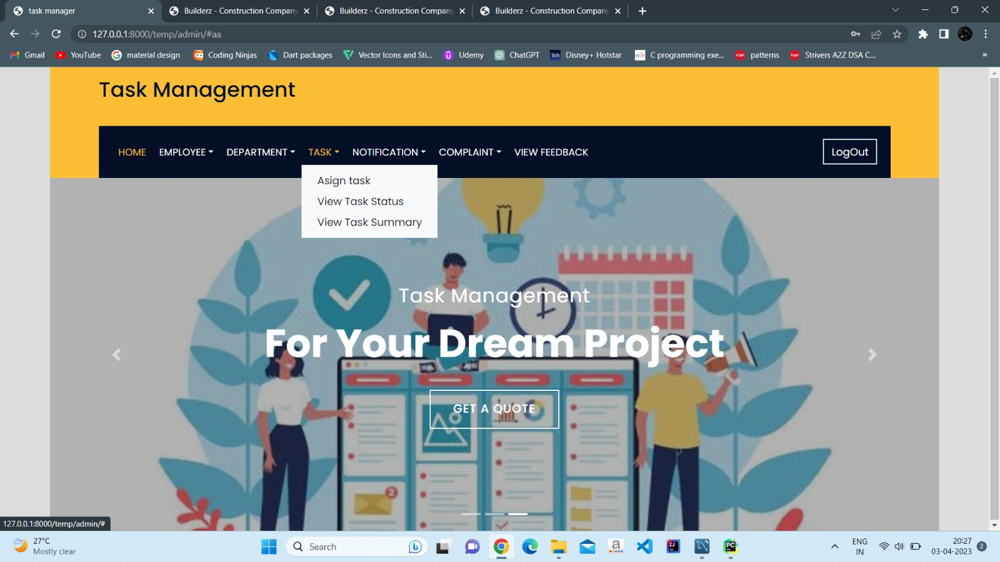 task manager
Builderz - Construction Company
Builderz - Construction Company
Builderz - Construction Company
127.0.0.1:8000/temp/admin/#aa
Gmail
YouTube
material design
Coding Ninjas
Dart packages
Vector Icons and Sti...
Udemy
ChatGPT
Disney+ Hotstar
C programming exe...
patterns
Strivers A2Z DSA C...
»
Task Management
HOME EMPLOYEE DEPARTMENT TASK NOTIFICATION COMPLAINT VIEW FEEDBACK LogOut
Asign task
View Task Status
View Task Summary
Task Management
For Your Dream Project
GET A QUOTE
2
127.0.0.1:8000/temp/admin/#
27°C
Mostly clear
Search
ENG
IN
20:27
03-04-2023
2